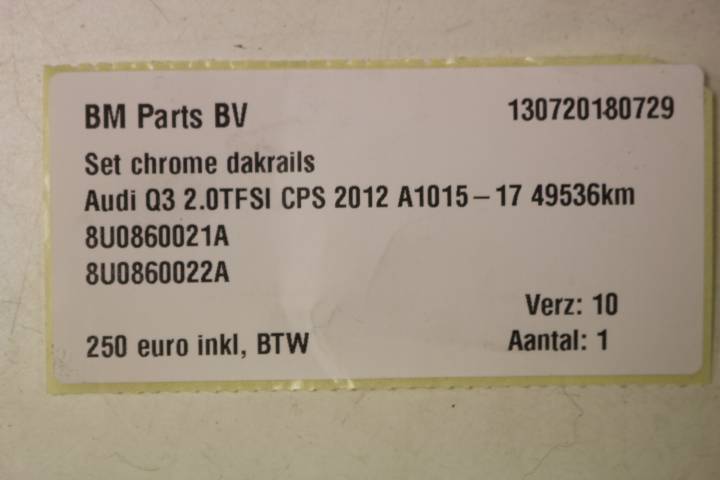 BM Parts BV 130720180729
Set chrome dakrails
Audi Q3 2.0TFSI CPS 2012 A1015-17 49536km
8U0860021A
8U0860022A
Verz: 10
250 euro inkl, BTW Aantal: 1